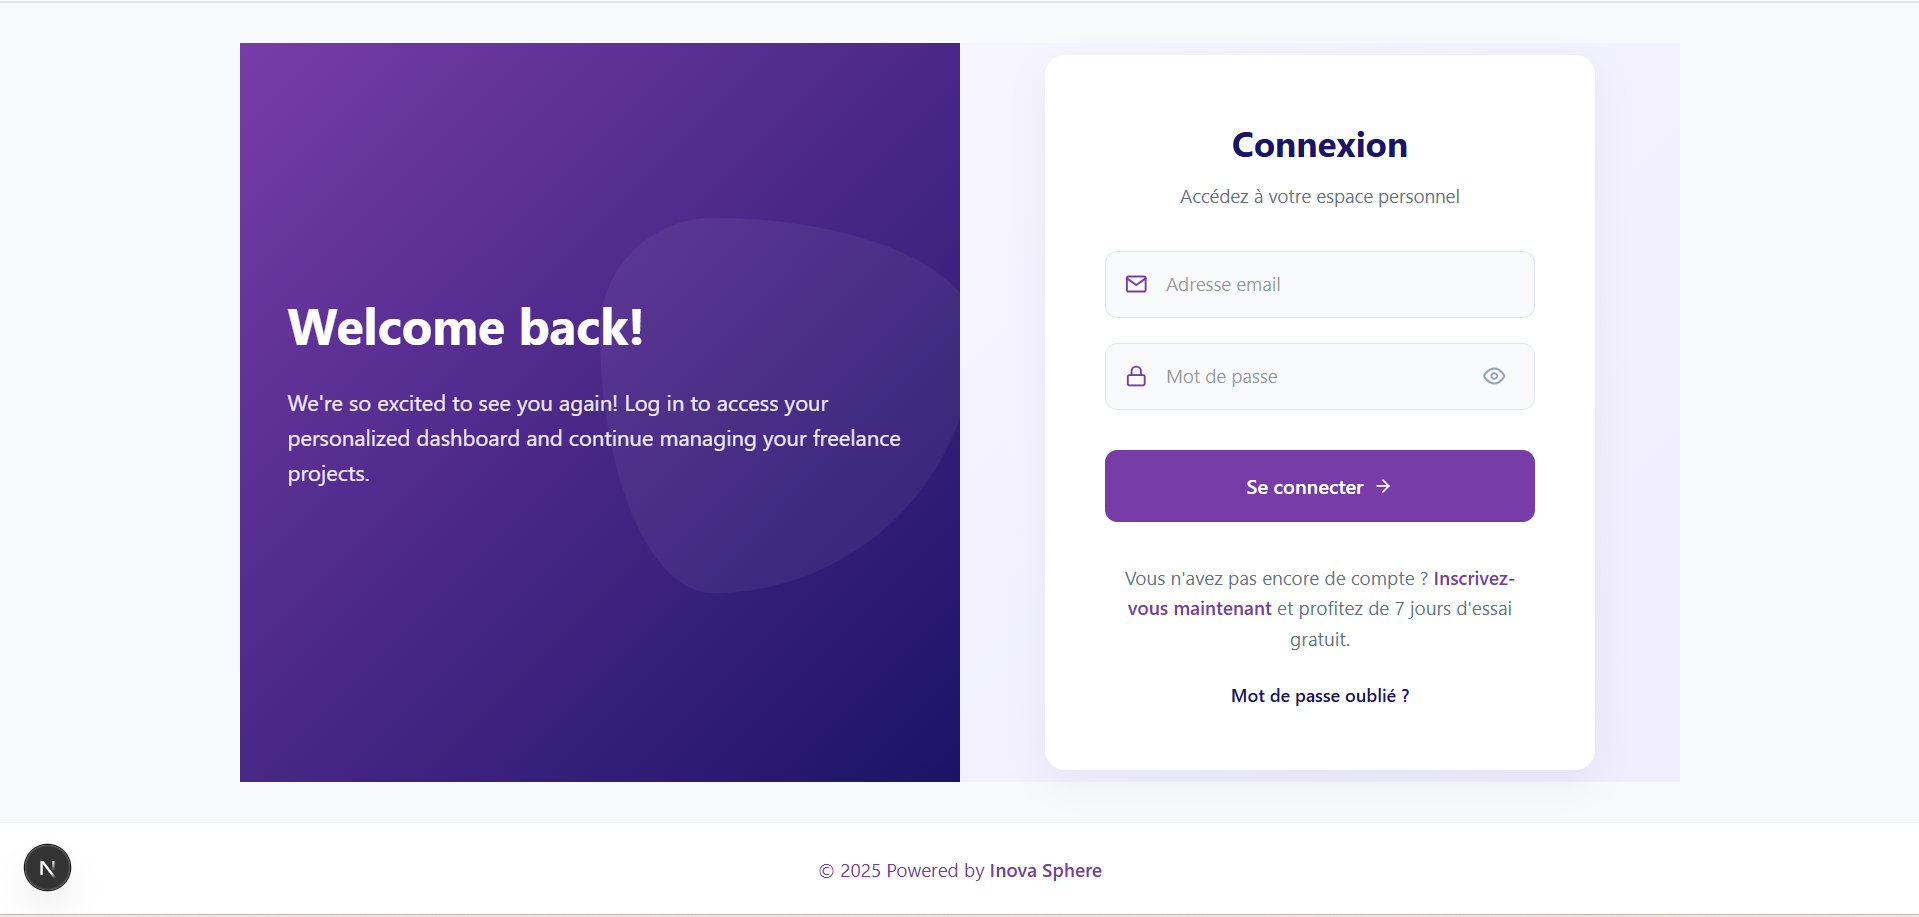 Welcome back!
We're so excited to see you again! Log in to access your
personalized dashboard and continue managing your freelance
projects.
Connexion
Accédez à votre espace personnel
Adresse email
Mot de passe
Se connecter →
Vous n'avez pas encore de compte ? Inscrivez-
vous maintenant et profitez de 7 jours d'essai
gratuit.
Mot de passe oublié ?
N
© 2025 Powered by Inova Sphere